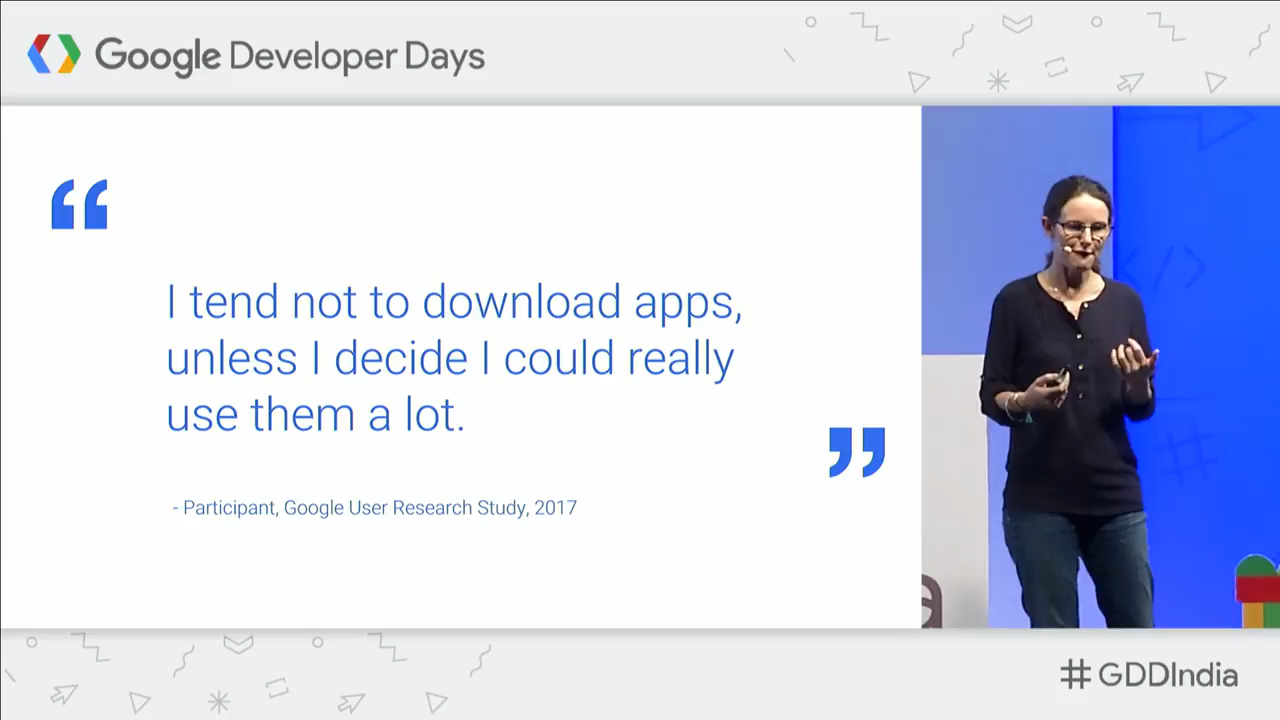 Google Developer Days
“
I tend not to download apps,
unless I decide I could really
use them a lot.
”
- Participant, Google User Research Study, 2017
# GDDIndia